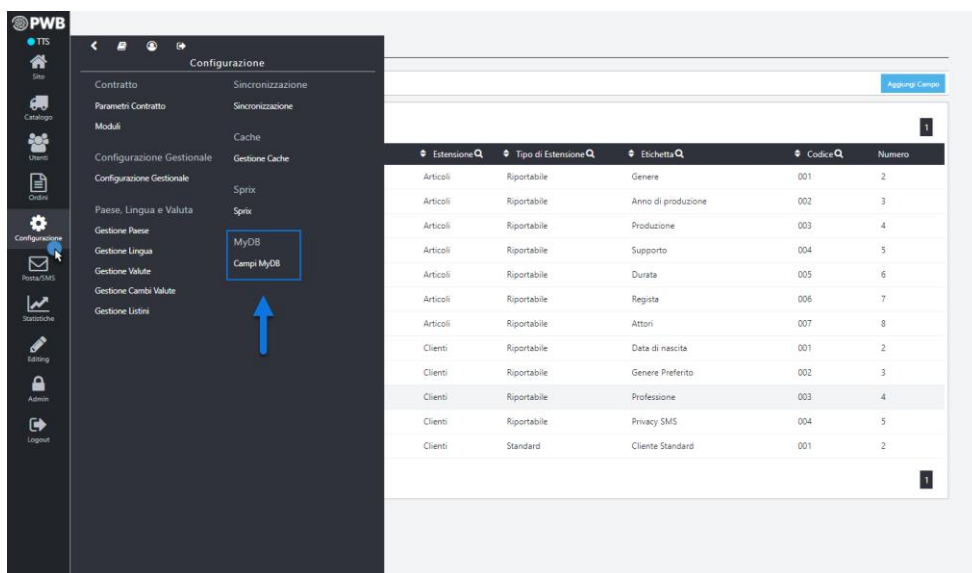 PWB
TTS
Sito
Catalogo
Utenti
Ordini
Configurazione
Posta/SMS
Statistiche
Editing
Admin
Logout
Configurazione
Contratto
Parametri Contratto
Moduli
Configurazione Gestionale
Configurazione Gestionale
Paese, Lingua e Valuta
Gestione Paese
Gestione Lingua
Gestione Valute
Gestione Cambi Valute
Gestione Listini
Sincronizzazione
Sincronizzazione
Cache
Gestione Cache
Sprix
Sprix
MyDB
Campi MyDB
Aggiungi Campo
1
Estensione Tipo di Estensione Etichetta Codice Numero
Articoli Riportabile Genere 001 2
Articoli Riportabile Anno di produzione 002 3
Articoli Riportabile Produzione 003 4
Articoli Riportabile Supporto 004 5
Articoli Riportabile Durata 005 6
Articoli Riportabile Regista 006 7
Articoli Riportabile Attori 007 8
Clienti Riportabile Data di nascita 001 2
Clienti Riportabile Genere Preferito 002 3
Clienti Riportabile Professione 003 4
Clienti Riportabile Privacy SMS 004 5
Clienti Standard Cliente Standard 001 2
1